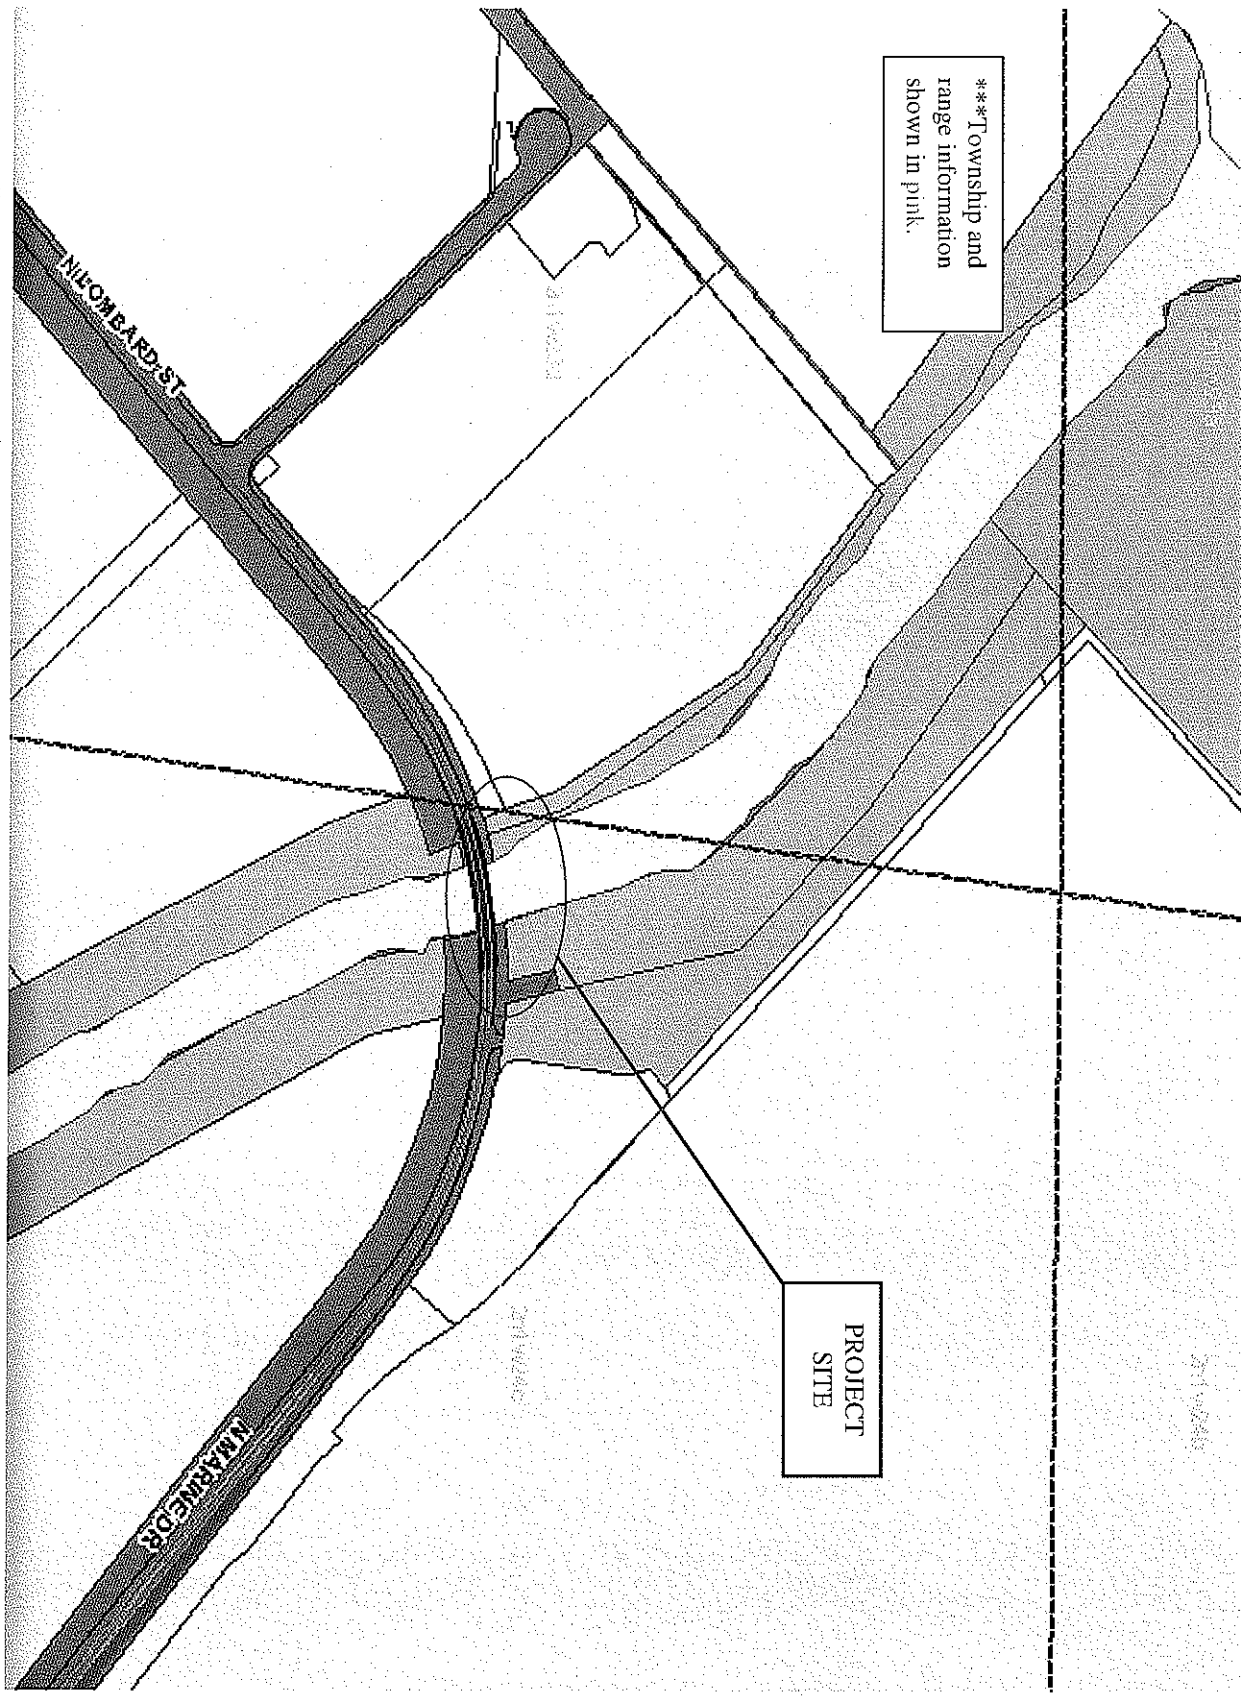 ***Township and
range information
shown in pink.
N LOMBARD ST
PROJECT
SITE
N MARINE DR